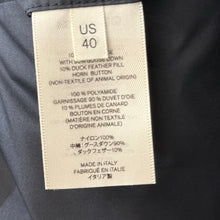 US
40
WITH 90% GOOSE DOWN
10% DUCK FEATHER FILL
HORN BUTTON
(NON-TEXTILE OF ANIMAL ORIGIN)
100 % POLYAMIDE
GARNISSAGE 90 % DUVET D'OIE
10 % PLUMES DE CANARD
BOUTON EN CORNE
(MATIÈRE NON TEXTILE
D'ORIGINE ANIMALE)
ナイロン100%
中綿:グースダウン90%
ダックフェザー10%
MADE IN ITALY
FABRIQUÉ EN ITALIE
イタリア製